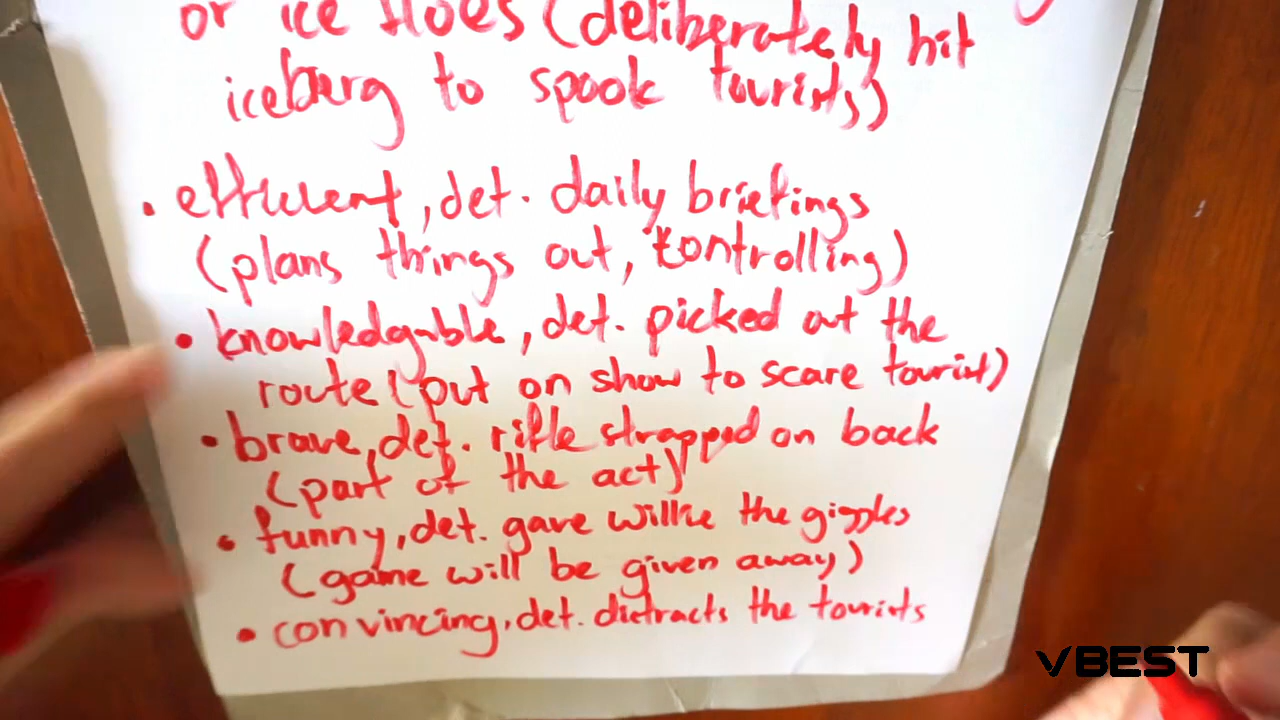 or ice floes (deliberately hit
iceberg to spook tourists)
• efficient, det. daily briefings
(plans things out, controlling)
• knowledgable, det. picked out the
route (put on show to scare tourist)
• brave, det. rifle strapped on back
(part of the act)
• funny, det. gave willie the giggles
(game will be given away)
• convincing, det. distracts the tourists
VBEST